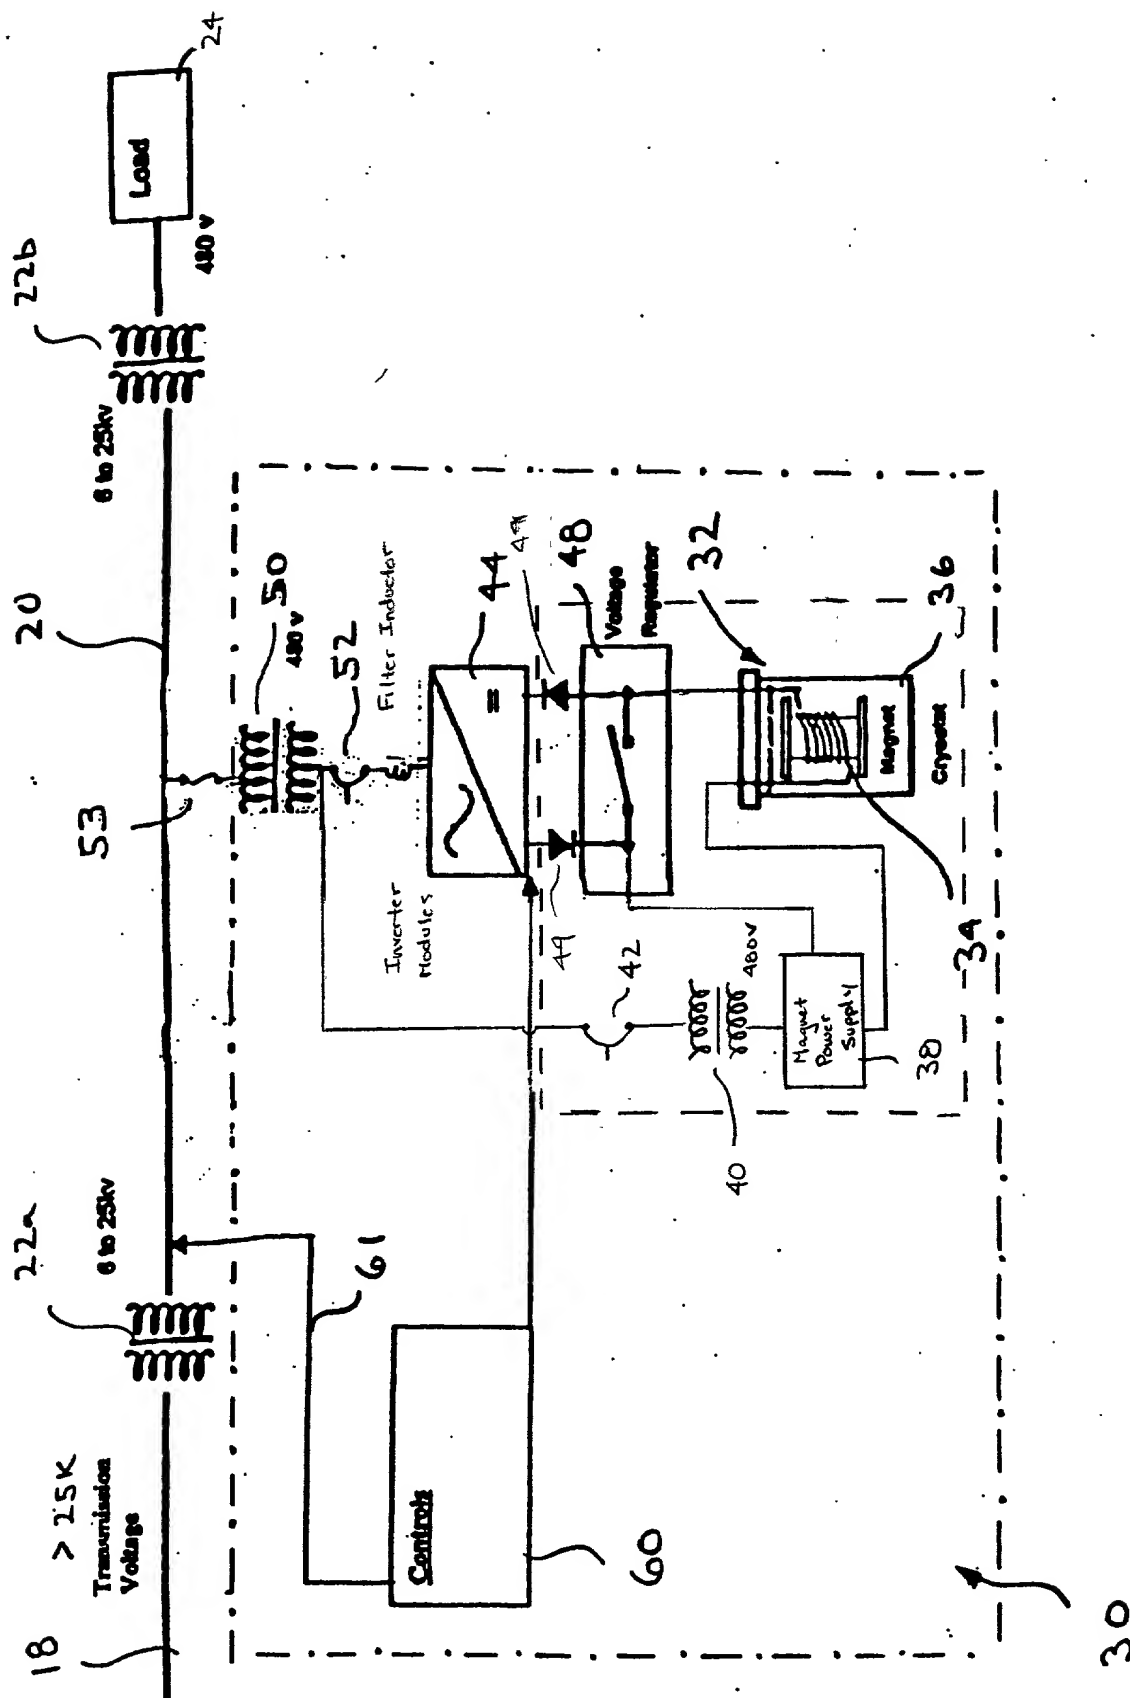 18
> 25K
Transmission
Voltage
22a
6 to 25kv
20
53
6 to 25kv
22b
480 v
Load
24
50
480 v
52
Filter Inductor
Inverter
Modules
44
49
49
48
Voltage
Regulator
61
Controls
60
42
40
480V
Magnet
Power
Supply
38
32
34
Magnet
36
Cryostat
30